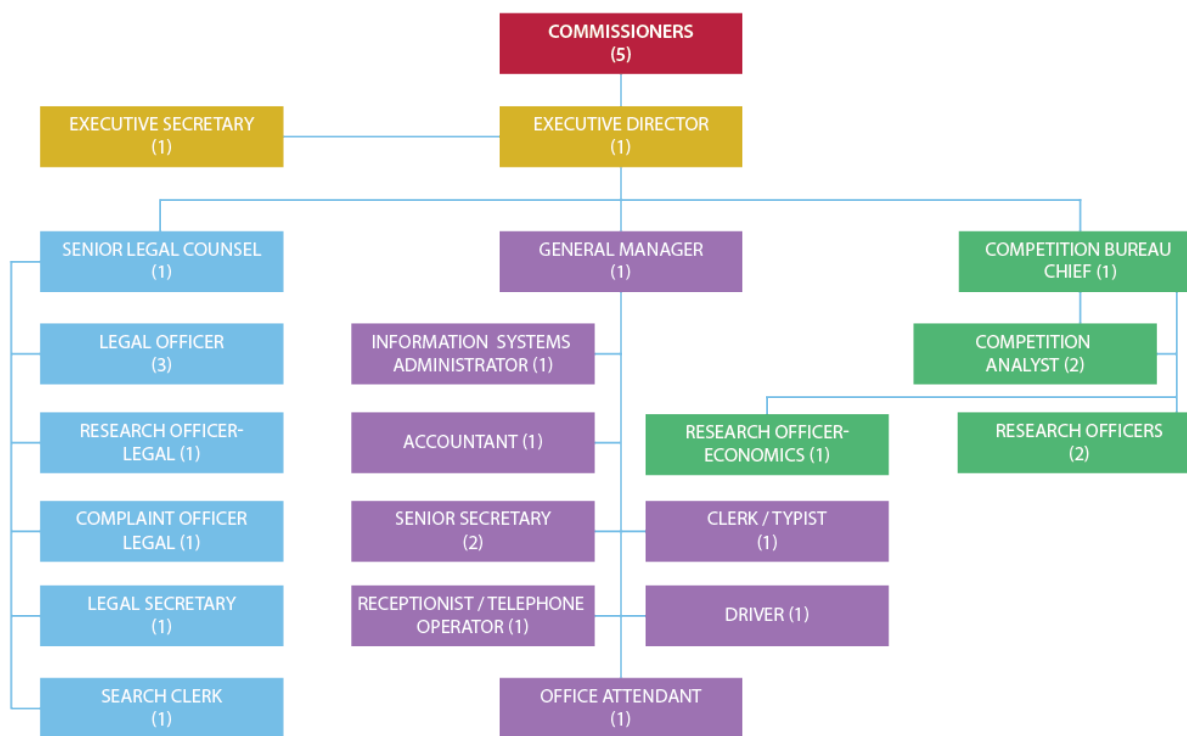 COMMISSIONERS
(5)
EXECUTIVE SECRETARY
(1)
EXECUTIVE DIRECTOR
(1)
SENIOR LEGAL COUNSEL
(1)
GENERAL MANAGER
(1)
COMPETITION BUREAU
CHIEF (1)
LEGAL OFFICER
(3)
INFORMATION SYSTEMS
ADMINISTRATOR (1)
COMPETITION
ANALYST (2)
RESEARCH OFFICER-
LEGAL (1)
ACCOUNTANT (1)
RESEARCH OFFICER-
ECONOMICS (1)
RESEARCH OFFICERS
(2)
COMPLAINT OFFICER
LEGAL (1)
SENIOR SECRETARY
(2)
CLERK / TYPIST
(1)
LEGAL SECRETARY
(1)
RECEPTIONIST / TELEPHONE
OPERATOR (1)
DRIVER (1)
SEARCH CLERK
(1)
OFFICE ATTENDANT
(1)